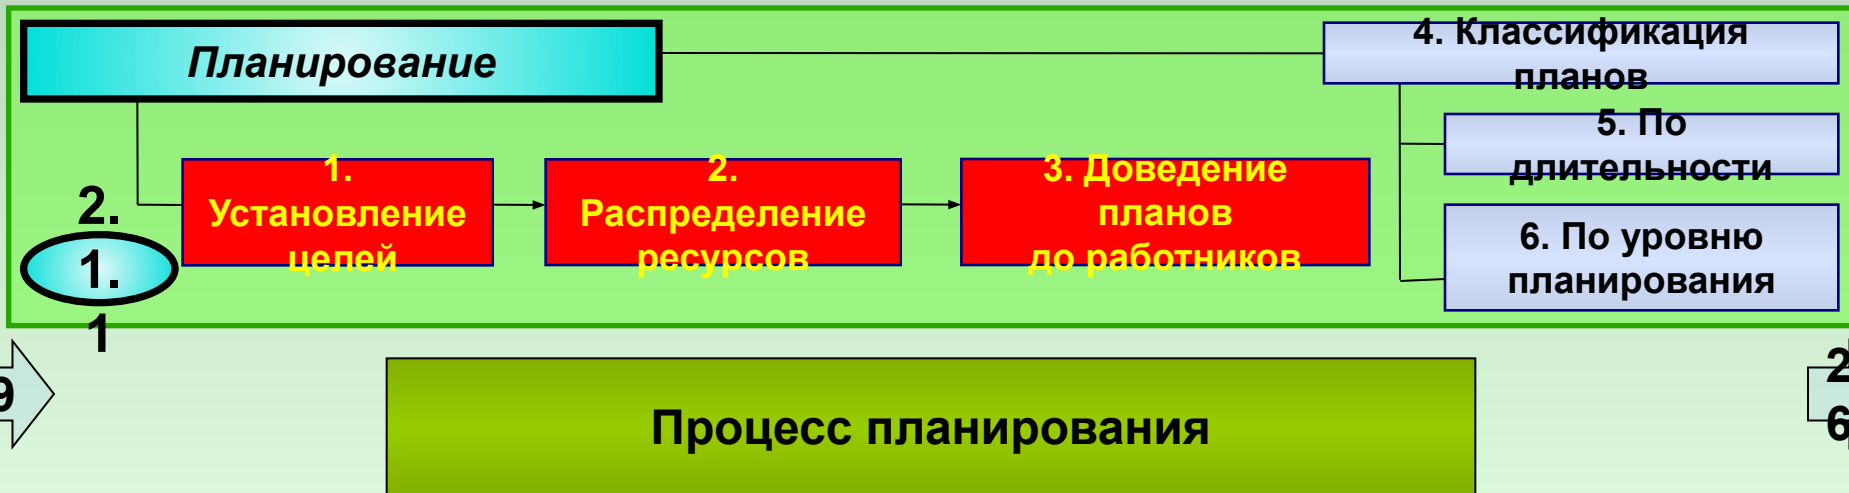 Планирование
4. Классификация
планов
5. По
длительности
6. По уровню
планирования
1.
Установление
целей
2.
Распределение
ресурсов
3. Доведение
планов
до работников
2.
1.
1
9
2
6
Процесс планирования